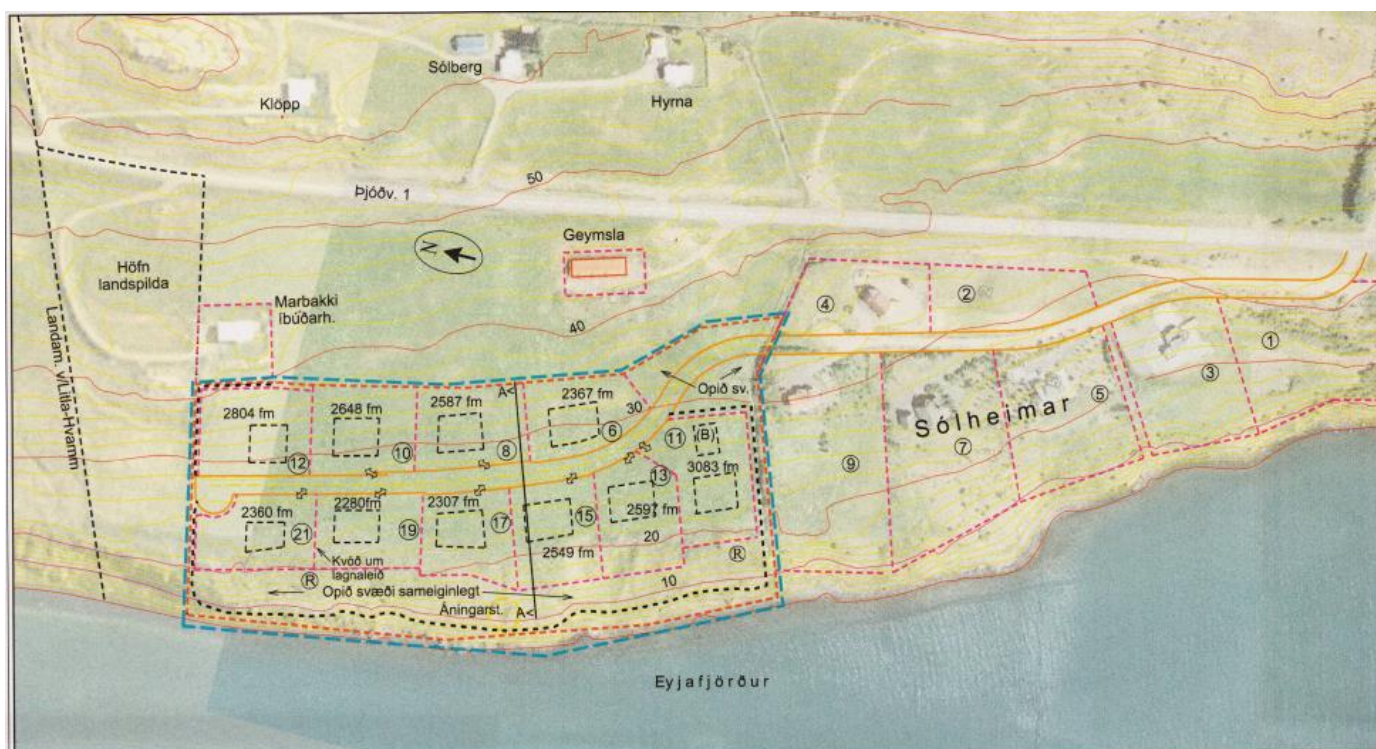 Sólberg
Klöpp
Hyrna
50
Þjóðv. 1
N
Geymsla
Höfn
landspilda
Marbakki
íbúðarh.
40
4
2
1
3
Landam. v/Litla-Hvamm
A<
Opið sv.
2804 fm
2648 fm
2587 fm
2367 fm
30
5
Sólheimar
12
10
8
6
11
(B)
7
9
13
3083 fm
2360 fm
2280fm
2307 fm
2597 fm
21
19
17
15
20
2549 fm
Kvöð um
lagnaleið
R
R
10
Opið svæði sameiginlegt
Áningarst.
A<
Eyjafjörður